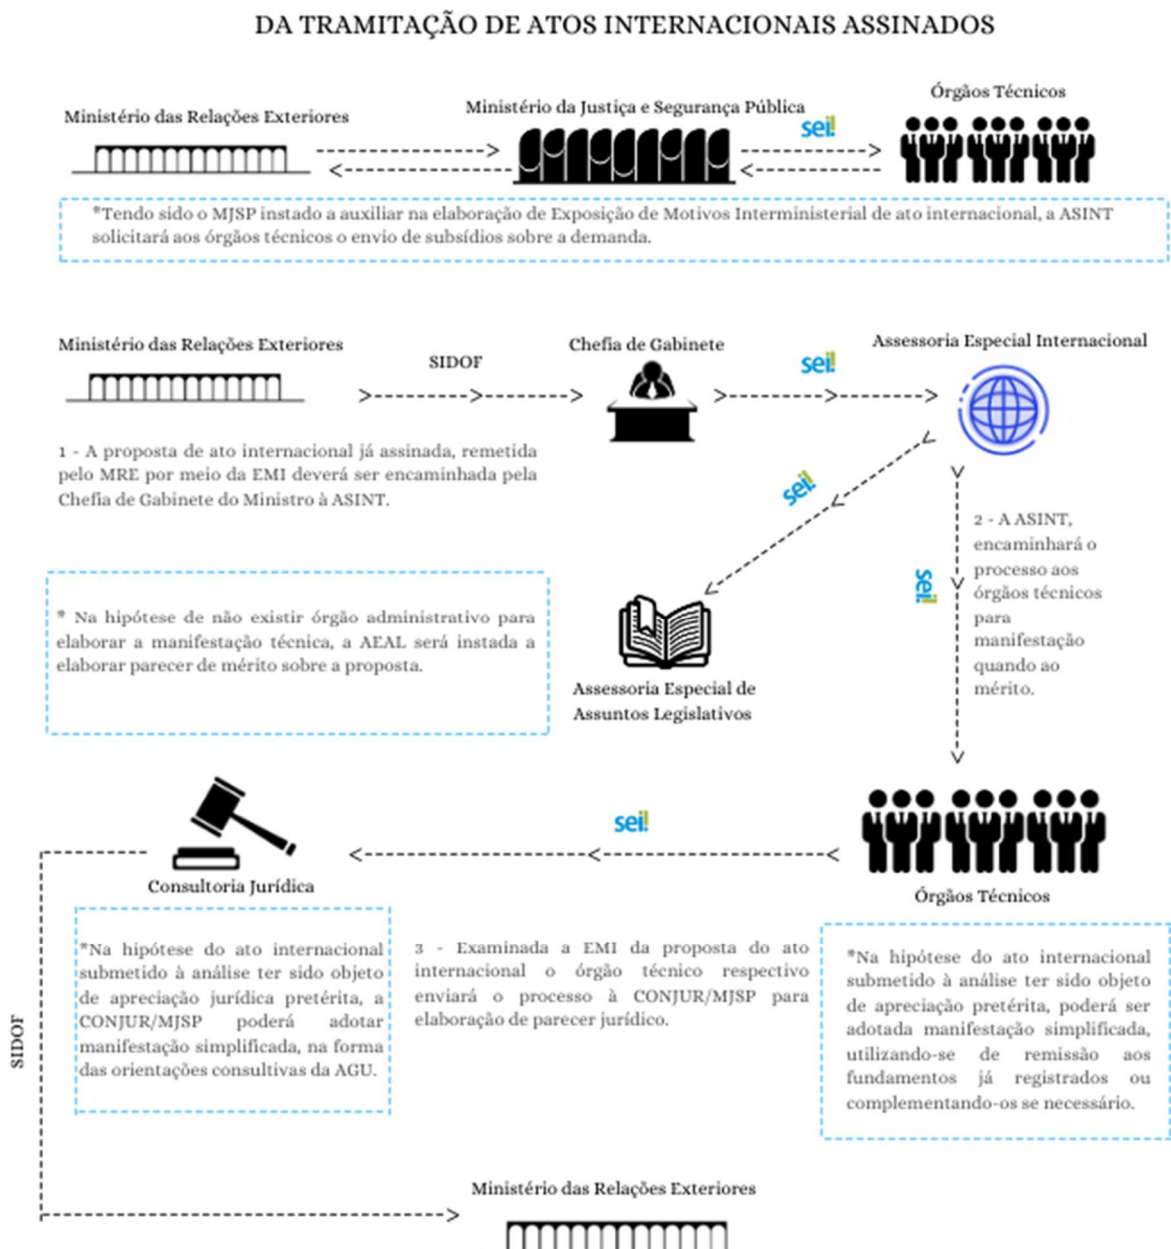 DA TRAMITAÇÃO DE ATOS INTERNACIONAIS ASSINADOS
Ministério das Relações Exteriores
Ministério da Justiça e Segurança Pública
sei!
Órgãos Técnicos
*Tendo sido o MJSP instado a auxiliar na elaboração de Exposição de Motivos Interministerial de ato internacional, a ASINT
solicitará aos órgãos técnicos o envio de subsídios sobre a demanda.
Ministério das Relações Exteriores
SIDOF
Chefia de Gabinete
sei!
Assessoria Especial Internacional
1 - A proposta de ato internacional já assinada, remetida
pelo MRE por meio da EMI deverá ser encaminhada pela
Chefia de Gabinete do Ministro à ASINT.
sei!
2 - A ASINT,
encaminhará o
processo aos
órgãos técnicos
para
manifestação
quando ao
mérito.
sei!
* Na hipótese de não existir órgão administrativo para
elaborar a manifestação técnica, a AEAL será instada a
elaborar parecer de mérito sobre a proposta.
Assessoria Especial de
Assuntos Legislativos
sei!
Consultoria Jurídica
Órgãos Técnicos
*Na hipótese do ato internacional
submetido à análise ter sido objeto
de apreciação jurídica pretérita, a
CONJUR/MJSP poderá adotar
manifestação simplificada, na forma
das orientações consultivas da AGU.
3 - Examinada a EMI da proposta do ato
internacional o órgão técnico respectivo
enviará o processo à CONJUR/MJSP para
elaboração de parecer jurídico.
*Na hipótese do ato internacional
submetido à análise ter sido objeto
de apreciação pretérita, poderá ser
adotada manifestação simplificada,
utilizando-se de remissão aos
fundamentos já registrados ou
complementando-os se necessário.
SIDOF
Ministério das Relações Exteriores